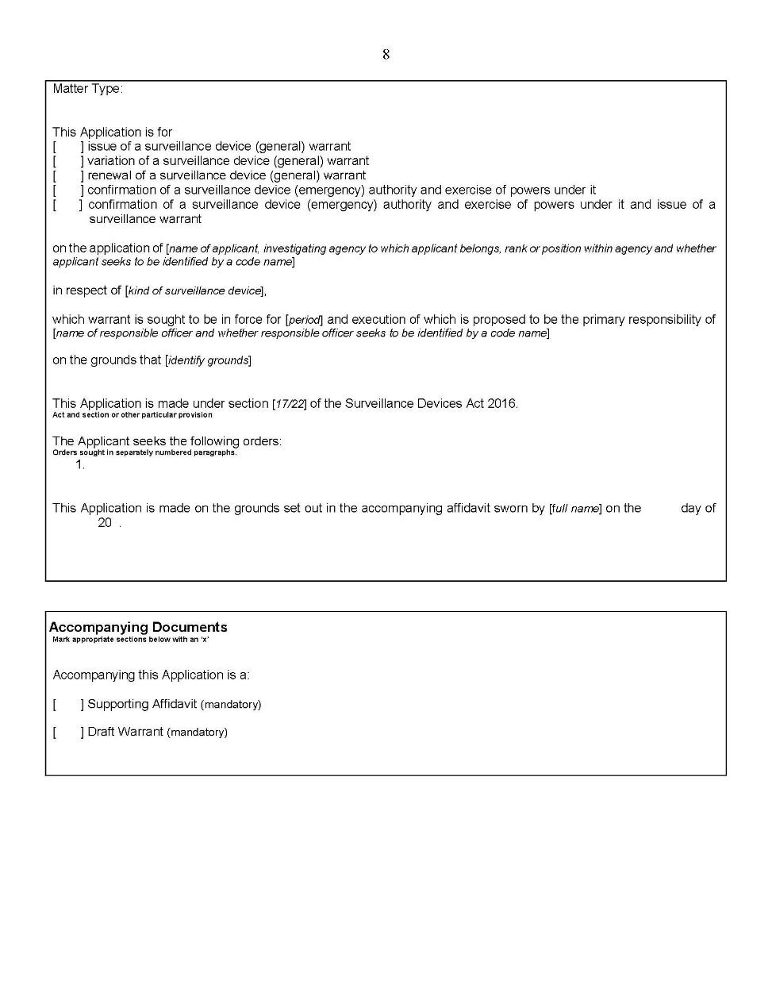 8
Matter Type:
This Application is for
[ ] issue of a surveillance device (general) warrant
[ ] variation of a surveillance device (general) warrant
[ ] renewal of a surveillance device (general) warrant
[ ] confirmation of a surveillance device (emergency) authority and exercise of powers under it
[ ] confirmation of a surveillance device (emergency) authority and exercise of powers under it and issue of a
surveillance warrant
on the application of [name of applicant, investigating agency to which applicant belongs, rank or position within agency and whether
applicant seeks to be identified by a code name]
in respect of [kind of surveillance device],
which warrant is sought to be in force for [period] and execution of which is proposed to be the primary responsibility of
[name of responsible officer and whether responsible officer seeks to be identified by a code name]
on the grounds that [identify grounds]
This Application is made under section [17/22] of the Surveillance Devices Act 2016.
Act and section or other particular provision
The Applicant seeks the following orders:
Orders sought in separately numbered paragraphs.
1.
This Application is made on the grounds set out in the accompanying affidavit sworn by [full name] on the day of
20 .
Accompanying Documents
Mark appropriate sections below with an ‘x’
Accompanying this Application is a:
[ ] Supporting Affidavit (mandatory)
[ ] Draft Warrant (mandatory)